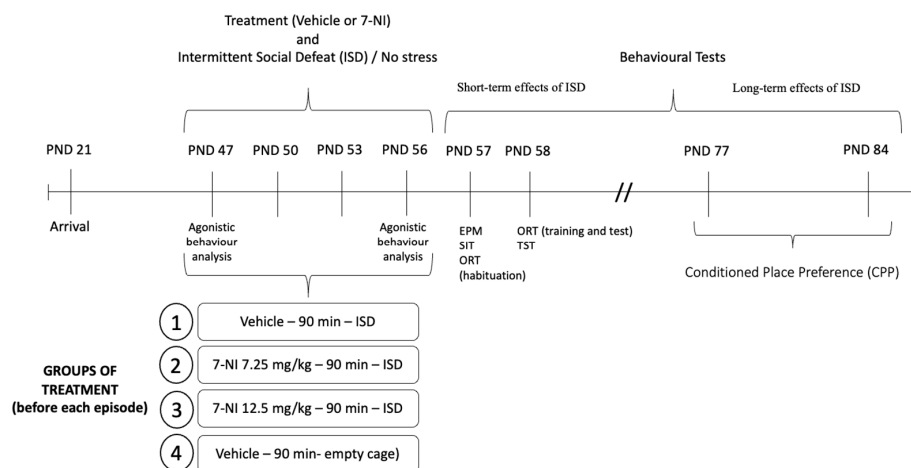 Treatment (Vehicle or 7-NI)
and
Intermittent Social Defeat (ISD) / No stress
Behavioural Tests
Short-term effects of ISD
Long-term effects of ISD
PND 21
PND 47
PND 50
PND 53
PND 56
PND 57
PND 58
PND 77
PND 84
//
Arrival
Agonistic
behaviour
analysis
Agonistic
behaviour
analysis
EPM
SIT
ORT
(habituation)
ORT (training and test)
TST
Conditioned Place Preference (CPP)
GROUPS OF
TREATMENT
(before each episode)
1
Vehicle – 90 min – ISD
2
7-NI 7.25 mg/kg – 90 min – ISD
3
7-NI 12.5 mg/kg – 90 min – ISD
4
Vehicle – 90 min- empty cage)